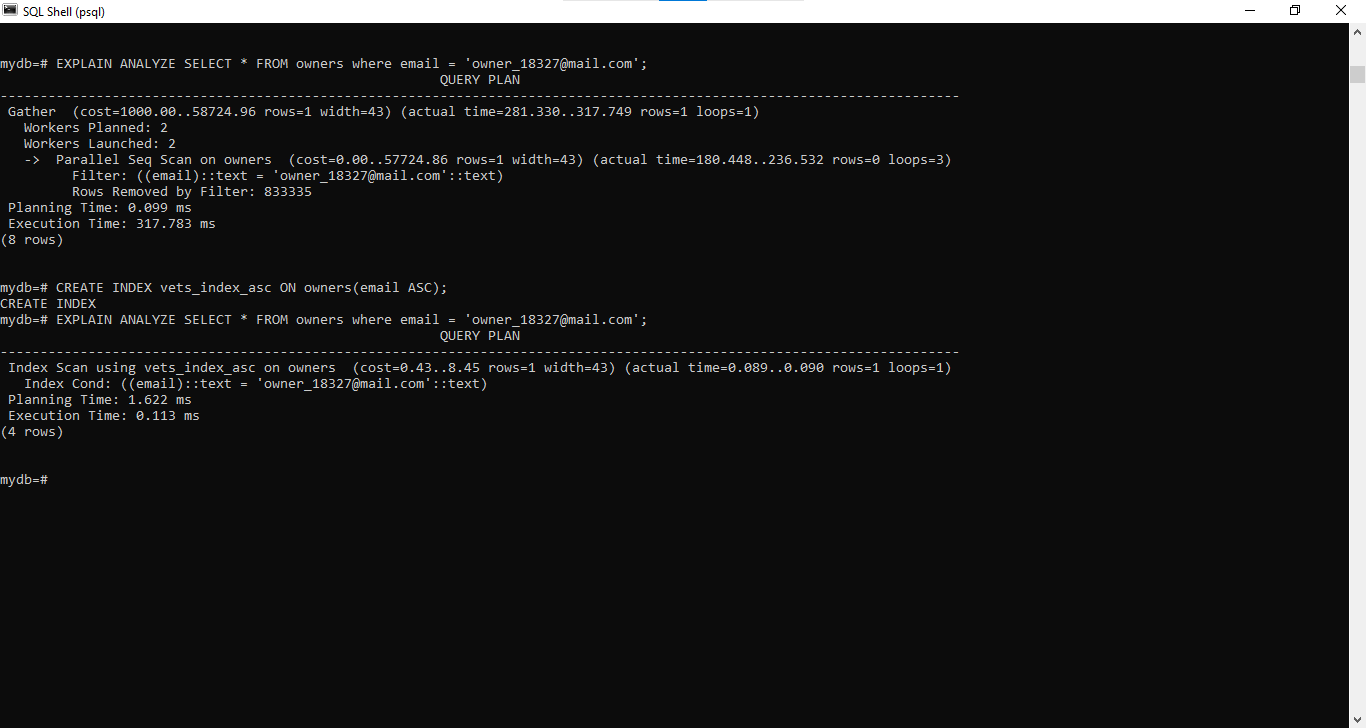 SQL Shell (psql)
mydb=# EXPLAIN ANALYZE SELECT * FROM owners where email = 'owner_18327@mail.com';
QUERY PLAN
------------------------------------------------------------------------------------------------------------------------
Gather  (cost=1000.00..58724.96 rows=1 width=43) (actual time=281.330..317.749 rows=1 loops=1)
Workers Planned: 2
Workers Launched: 2
->  Parallel Seq Scan on owners  (cost=0.00..57724.86 rows=1 width=43) (actual time=180.448..236.532 rows=0 loops=3)
Filter: ((email)::text = 'owner_18327@mail.com'::text)
Rows Removed by Filter: 833335
Planning Time: 0.099 ms
Execution Time: 317.783 ms
(8 rows)
mydb=# CREATE INDEX vets_index_asc ON owners(email ASC);
CREATE INDEX
mydb=# EXPLAIN ANALYZE SELECT * FROM owners where email = 'owner_18327@mail.com';
QUERY PLAN
------------------------------------------------------------------------------------------------------------------------
Index Scan using vets_index_asc on owners  (cost=0.43..8.45 rows=1 width=43) (actual time=0.089..0.090 rows=1 loops=1)
Index Cond: ((email)::text = 'owner_18327@mail.com'::text)
Planning Time: 1.622 ms
Execution Time: 0.113 ms
(4 rows)
mydb=#